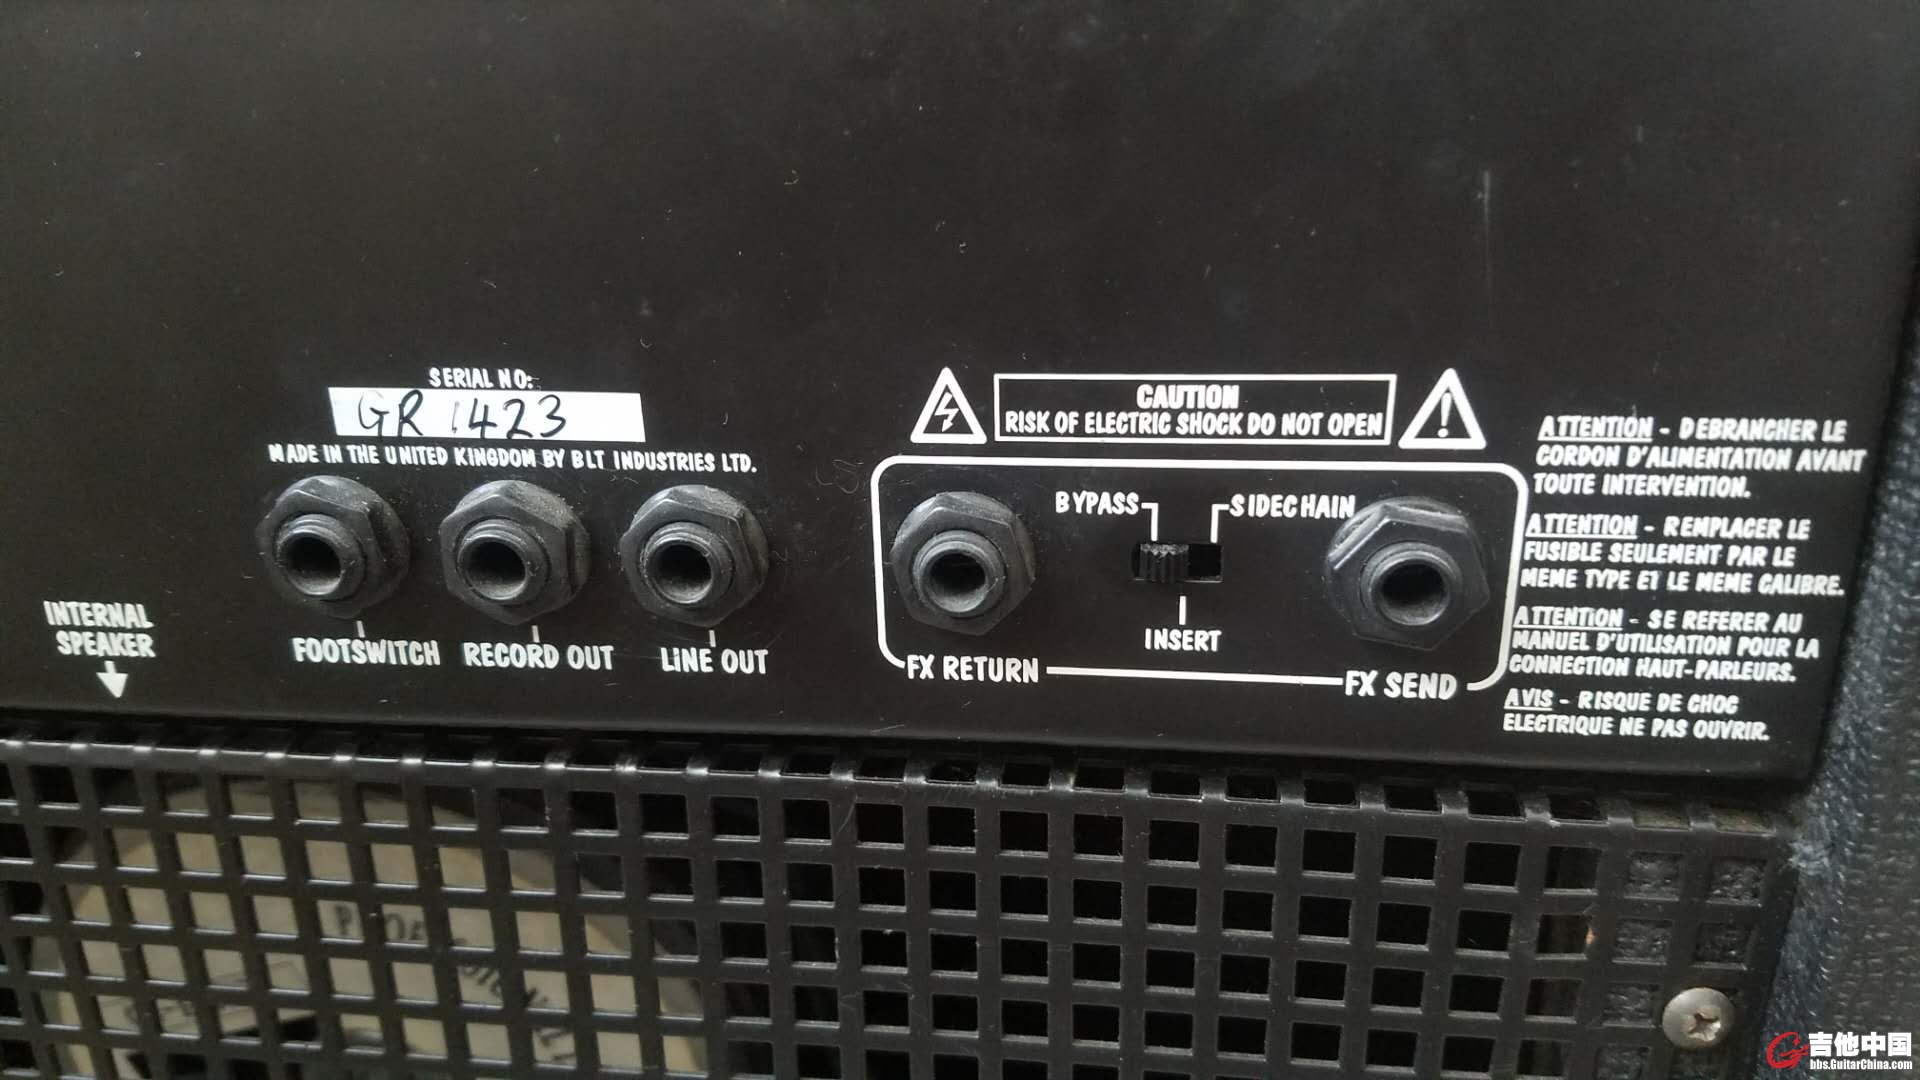 SERIAL NO:
GR 1423
MADE IN THE UNITED KINGDOM BY BLT INDUSTRIES LTD.
INTERNAL
SPEAKER
FOOTSWITCH
RECORD OUT
LINE OUT
CAUTION
RISK OF ELECTRIC SHOCK DO NOT OPEN
BYPASS
SIDECHAIN
INSERT
FX RETURN
FX SEND
ATTENTION - DEBRANCHER LE
CORDON D'ALIMENTATION AVANT
TOUTE INTERVENTION.
ATTENTION - REMPLACER LE
FUSIBLE SEULEMENT PAR LE
MEME TYPE ET LE MEME CALIBRE.
ATTENTION - SE REFERER AU
MANUEL D'UTILISATION POUR LA
CONNECTION HAUT-PARLEURS.
AVIS - RISQUE DE CHOC
ELECTRIQUE NE PAS OUVRIR.
吉他中国
bbs.GuitarChina.com